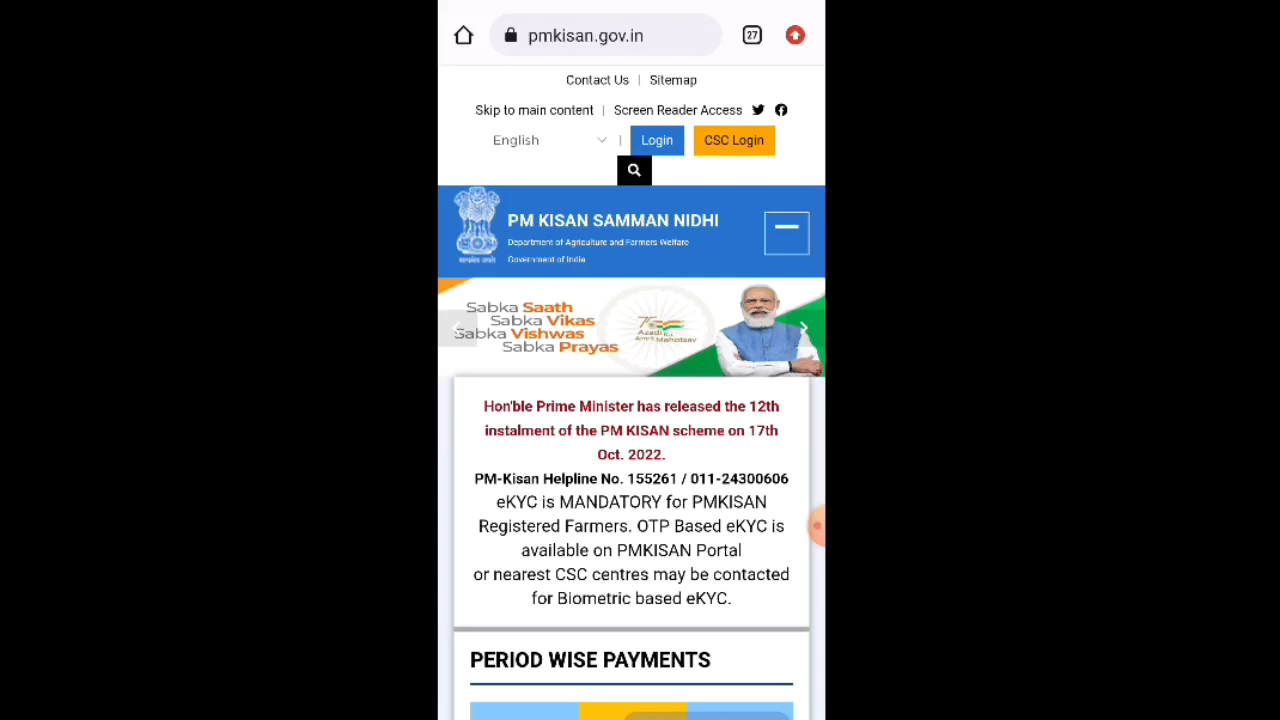 pmkisan.gov.in
27
Contact Us | Sitemap
Skip to main content | Screen Reader Access
English | Login CSC Login
PM KISAN SAMMAN NIDHI
Department of Agriculture and Farmers Welfare
Government of India
Sabka Saath
Sabka Vikas
Sabka Vishwas
Sabka Prayas
Azadi Ka
Amrit Mahotsav
Hon'ble Prime Minister has released the 12th
instalment of the PM KISAN scheme on 17th
Oct. 2022.
PM-Kisan Helpline No. 155261 / 011-24300606
eKYC is MANDATORY for PMKISAN
Registered Farmers. OTP Based eKYC is
available on PMKISAN Portal
or nearest CSC centres may be contacted
for Biometric based eKYC.
PERIOD WISE PAYMENTS